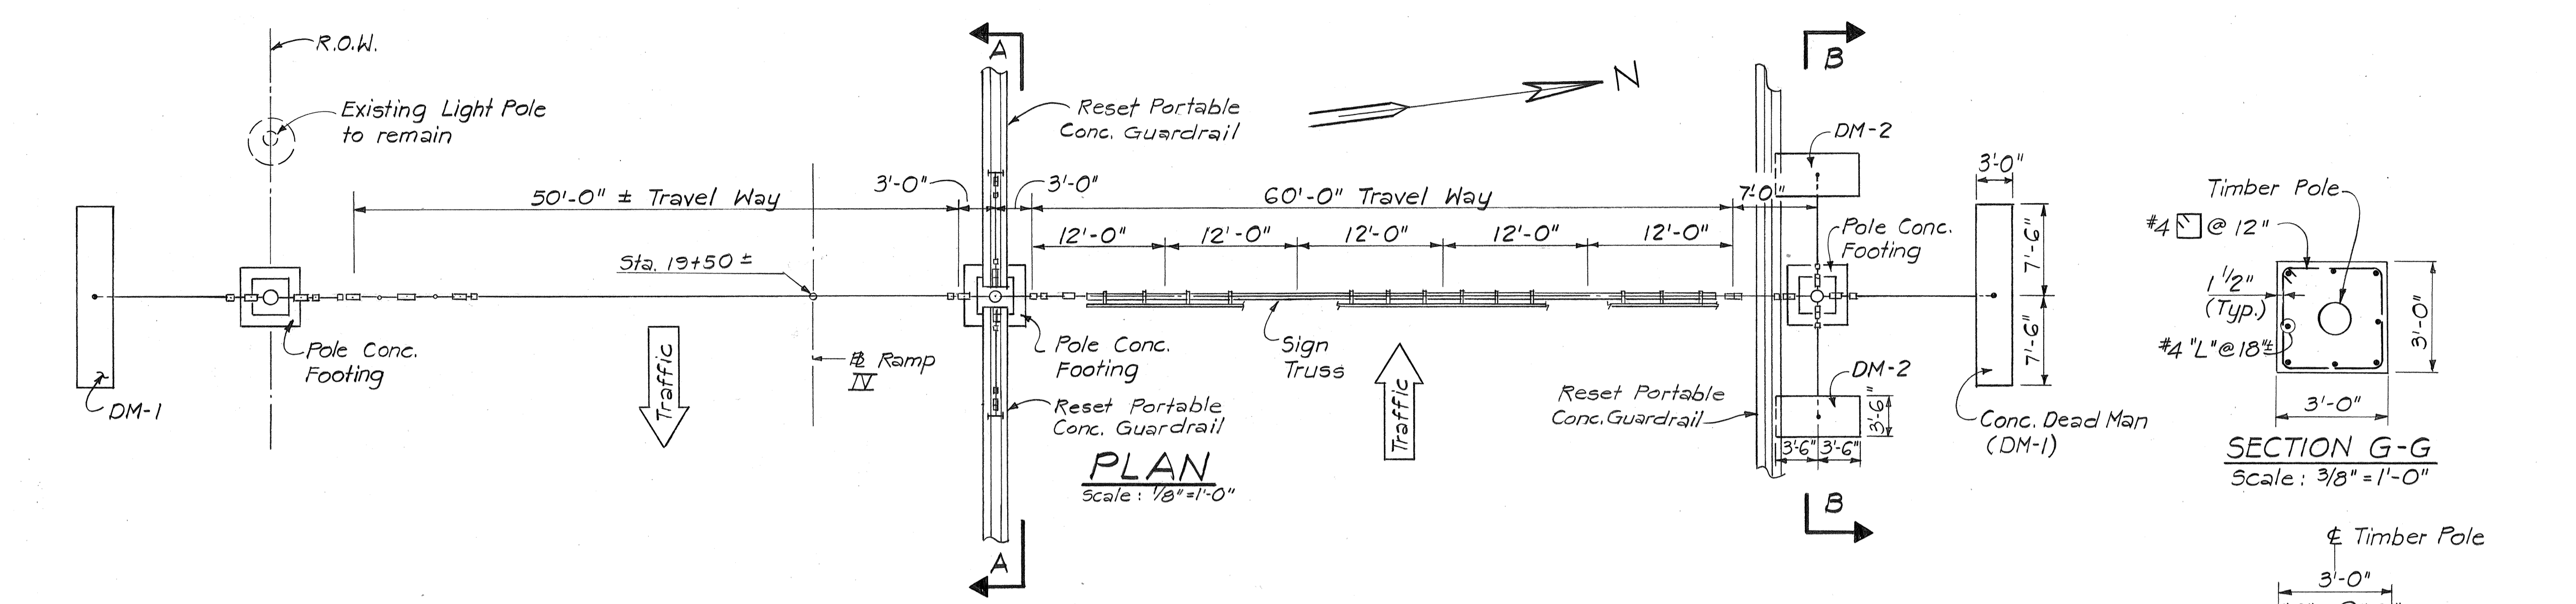 R.O.W.
Existing Light Pole
to remain
50'-0" ± Travel Way
Sta. 19+50 ±
Pole Conc.
Footing
DM-1
Traffic
℄ Ramp
IV
A
3'-0"
3'-0"
Reset Portable
Conc. Guardrail
N
60'-0" Travel Way
12'-0"
12'-0"
12'-0"
12'-0"
12'-0"
Sign
Truss
Pole Conc.
Footing
Reset Portable
Conc. Guardrail
Traffic
A
PLAN
Scale: 1/8"=1'-0"
B
DM-2
7'-0"
Pole Conc.
Footing
DM-2
3'-6"
3'-6"
3'-6"
Reset Portable
Conc. Guardrail
B
3'-0"
7'-6"
7'-6"
Conc. Dead Man
(DM-1)
Timber Pole
#4 @ 12"
1 1/2"
(Typ.)
#4 "L" @ 18"±
3'-0"
3'-0"
SECTION G-G
Scale: 3/8"=1'-0"
℄ Timber Pole
3'-0"